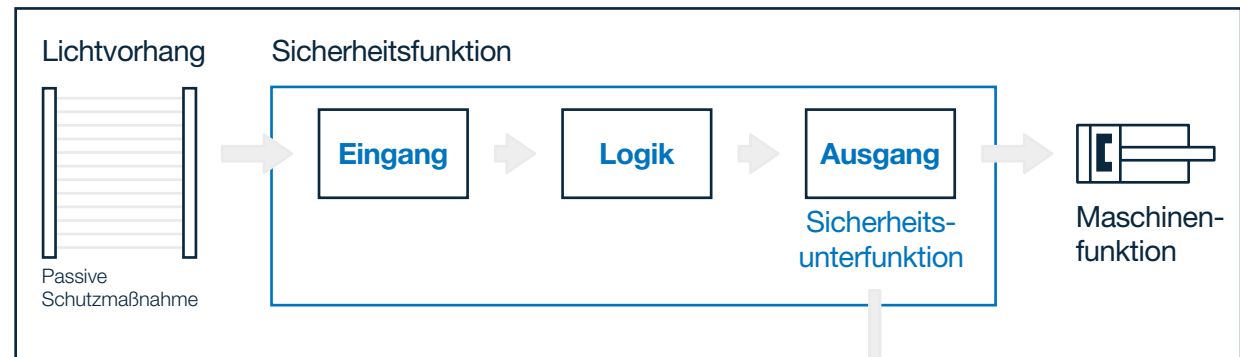 Lichtvorhang
Sicherheitsfunktion
Eingang
Logik
Ausgang
Sicherheits-
unterfunktion
Maschinen-
funktion
Passive
Schutzmaßnahme